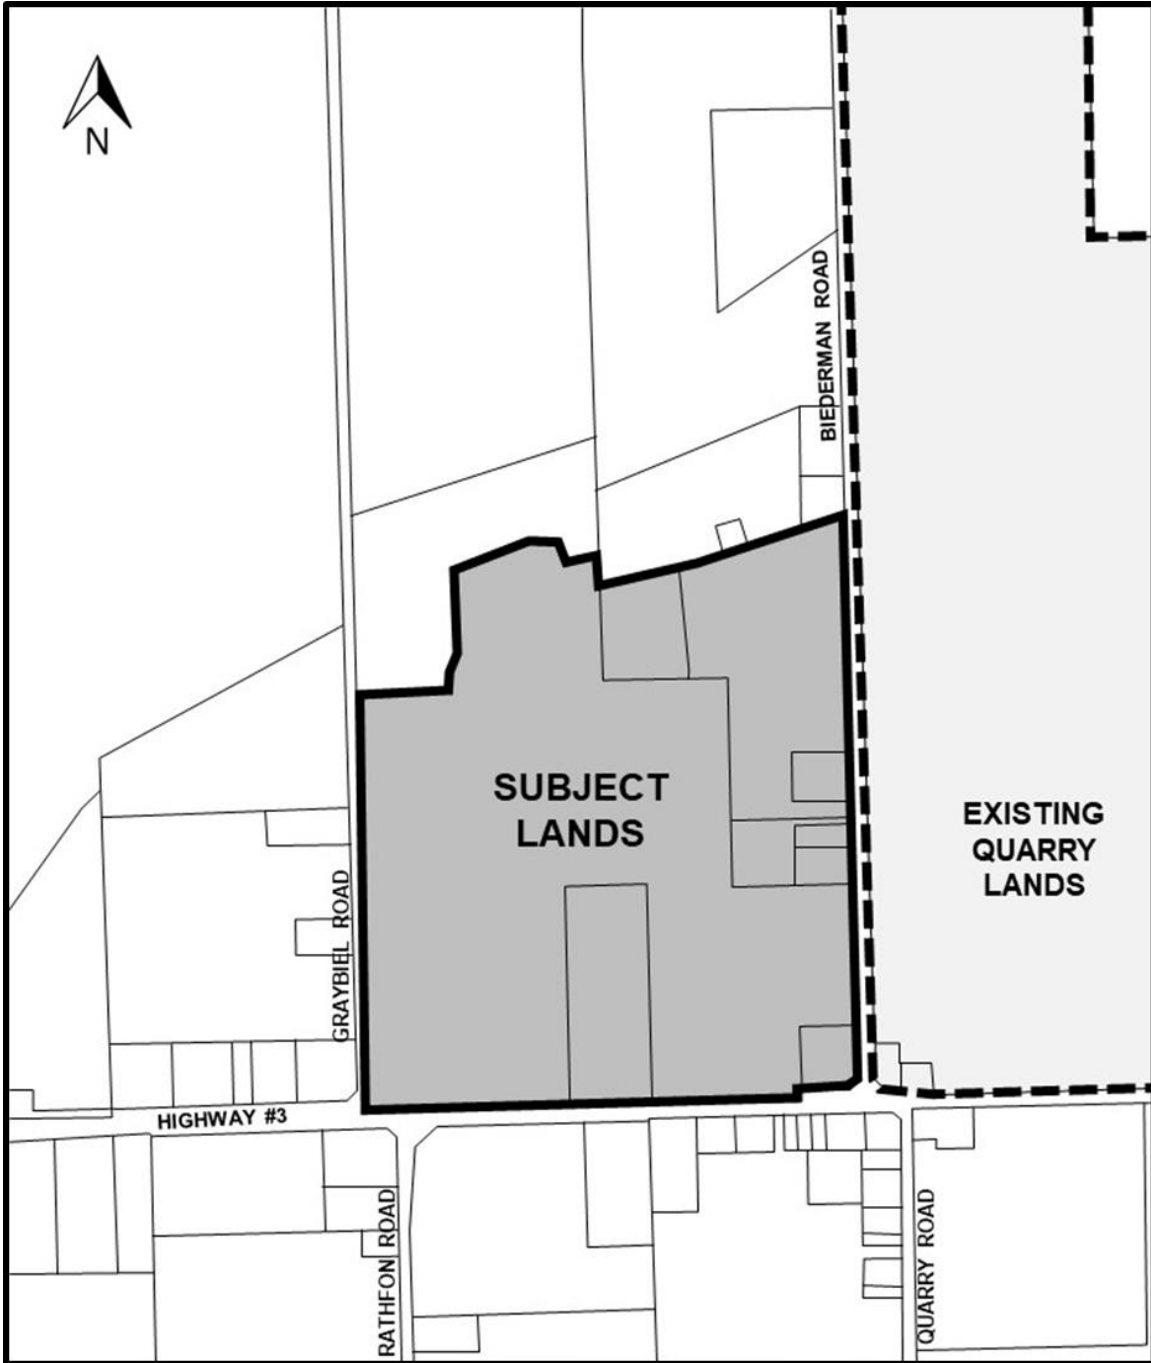 N
BIEDERMAN ROAD
SUBJECT
LANDS
EXISTING
QUARRY
LANDS
GRAYBIEL ROAD
HIGHWAY #3
RATHFON ROAD
QUARRY ROAD